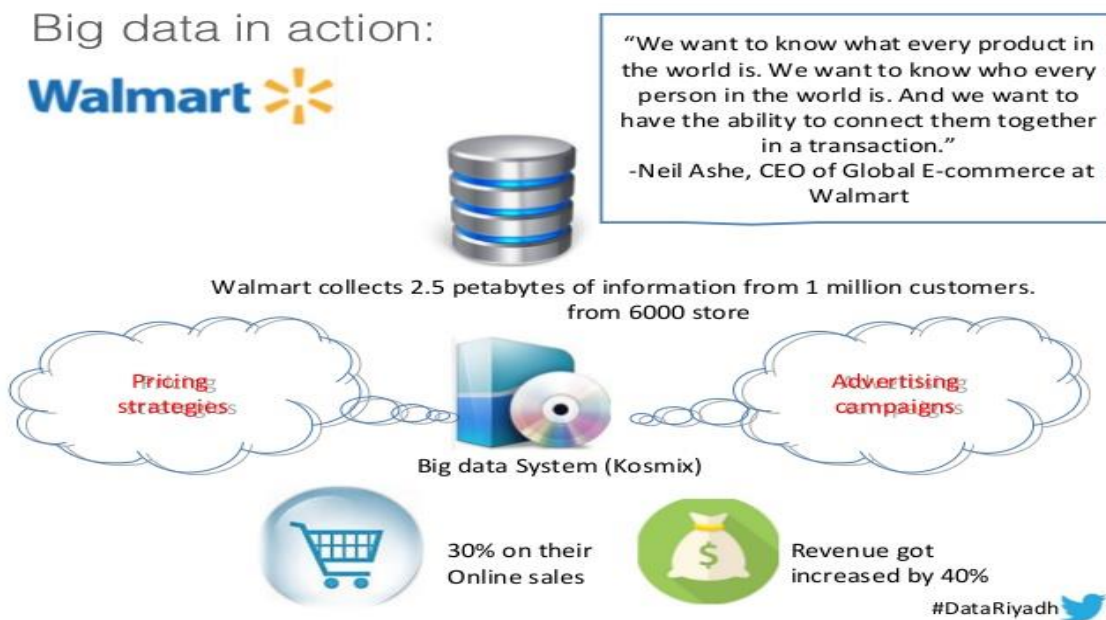 Big data in action:
Walmart
“We want to know what every product in
the world is. We want to know who every
person in the world is. And we want to
have the ability to connect them together
in a transaction.”
-Neil Ashe, CEO of Global E-commerce at
Walmart
Walmart collects 2.5 petabytes of information from 1 million customers.
from 6000 store
Pricing
strategies
Advertising
campaigns
Big data System (Kosmix)
30% on their
Online sales
$
Revenue got
increased by 40%
#DataRiyadh